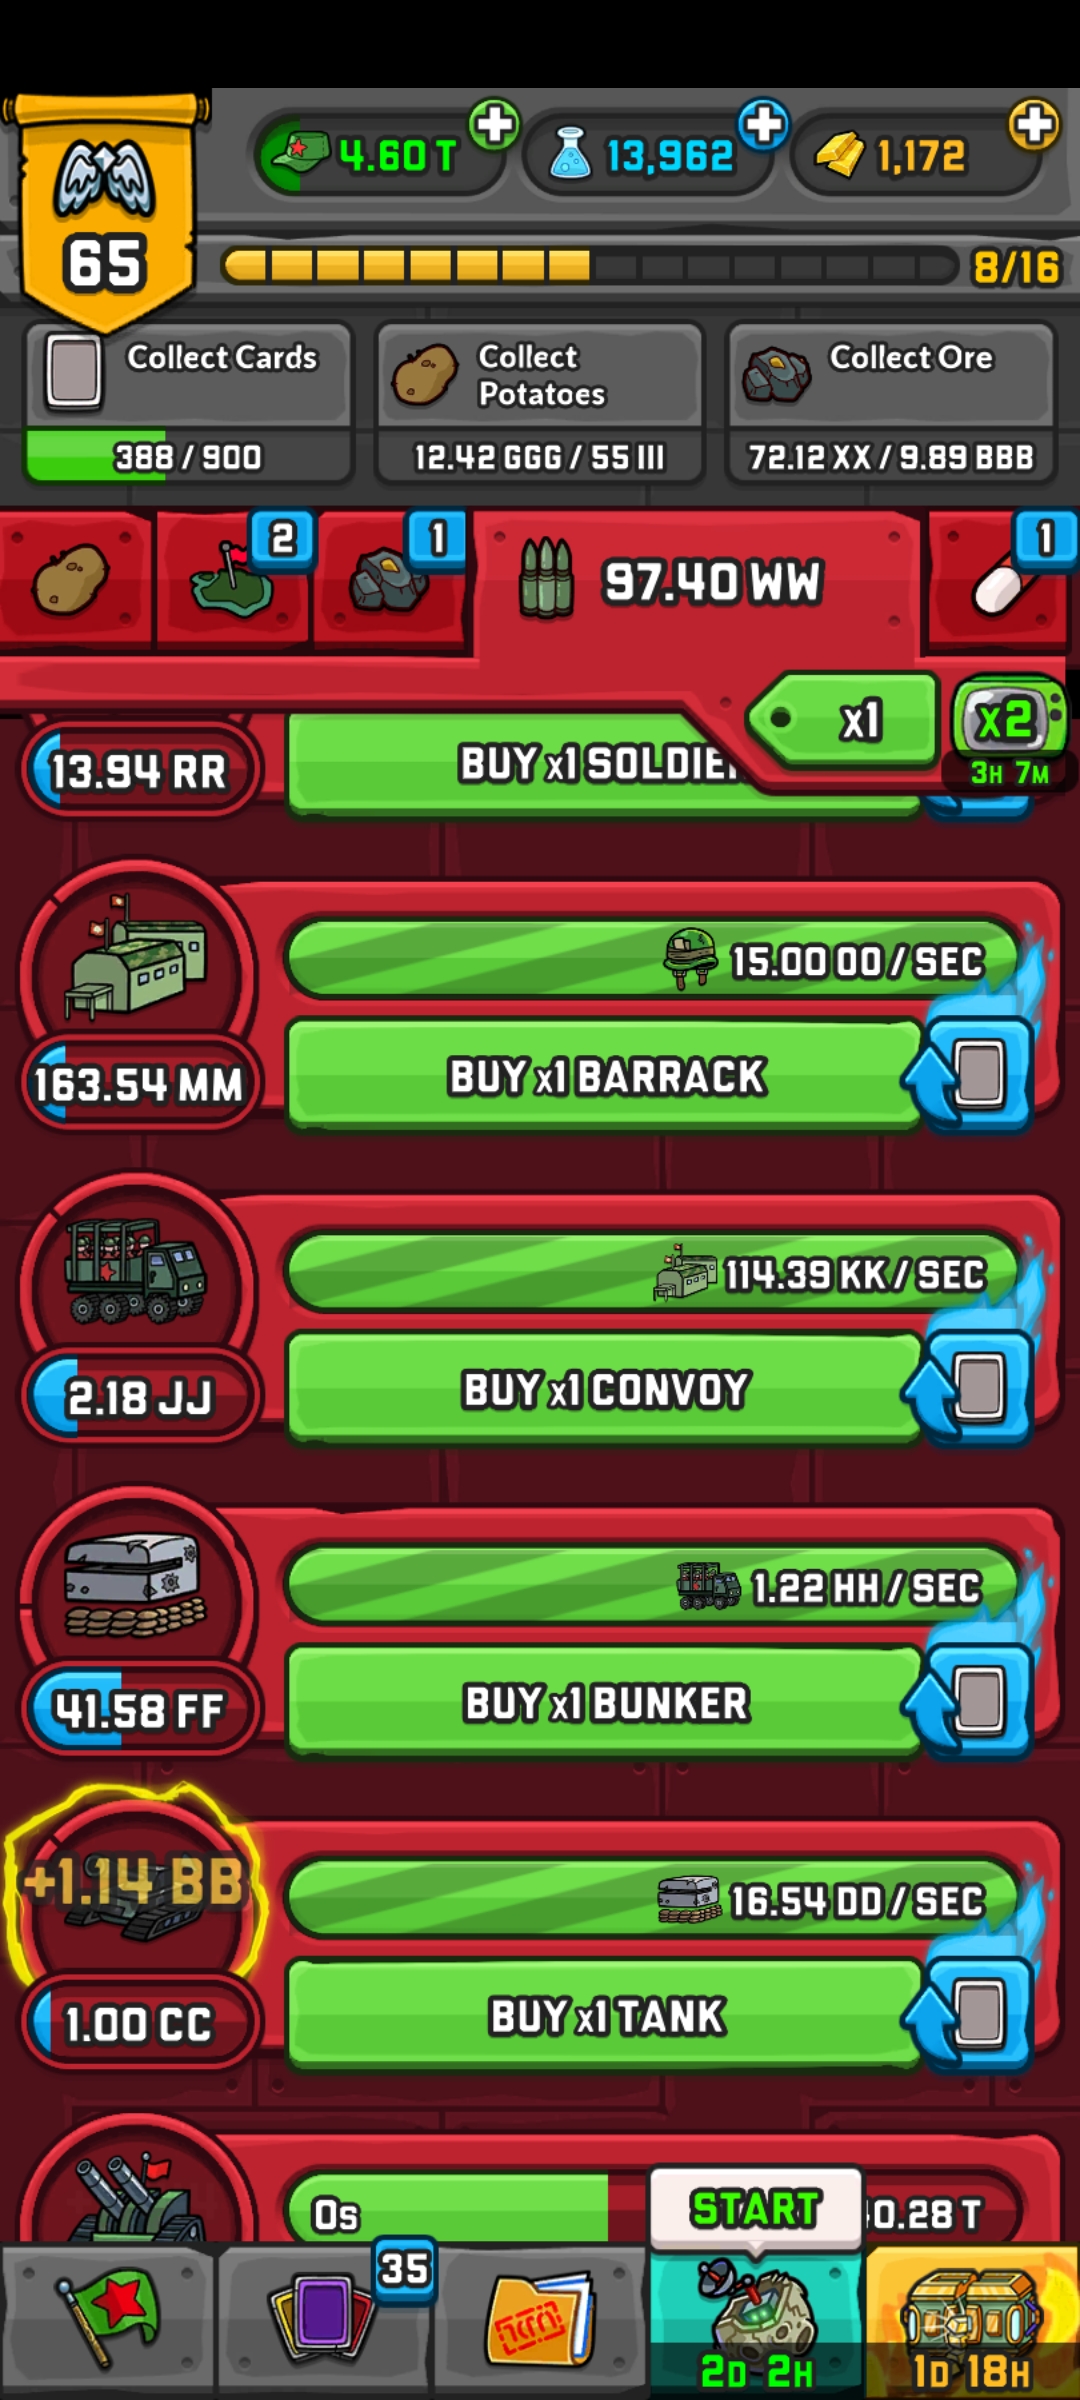 4.60 T
13,962
1,172
65
8/16
Collect Cards
388 / 900
Collect
Potatoes
12.42 GGG / 55 III
Collect Ore
72.12 XX / 9.89 BBB
2
1
97.40 WW
1
x1
x2
3H 7M
13.94 RR
BUY x1 SOLDIE
15.00 OO / SEC
163.54 MM
BUY x1 BARRACK
114.39 KK / SEC
2.18 JJ
BUY x1 CONVOY
1.22 HH / SEC
41.58 FF
BUY x1 BUNKER
+1.14 BB
16.54 DD / SEC
1.00 CC
BUY x1 TANK
0s
0.28 T
START
35
2D 2H
1D 18H